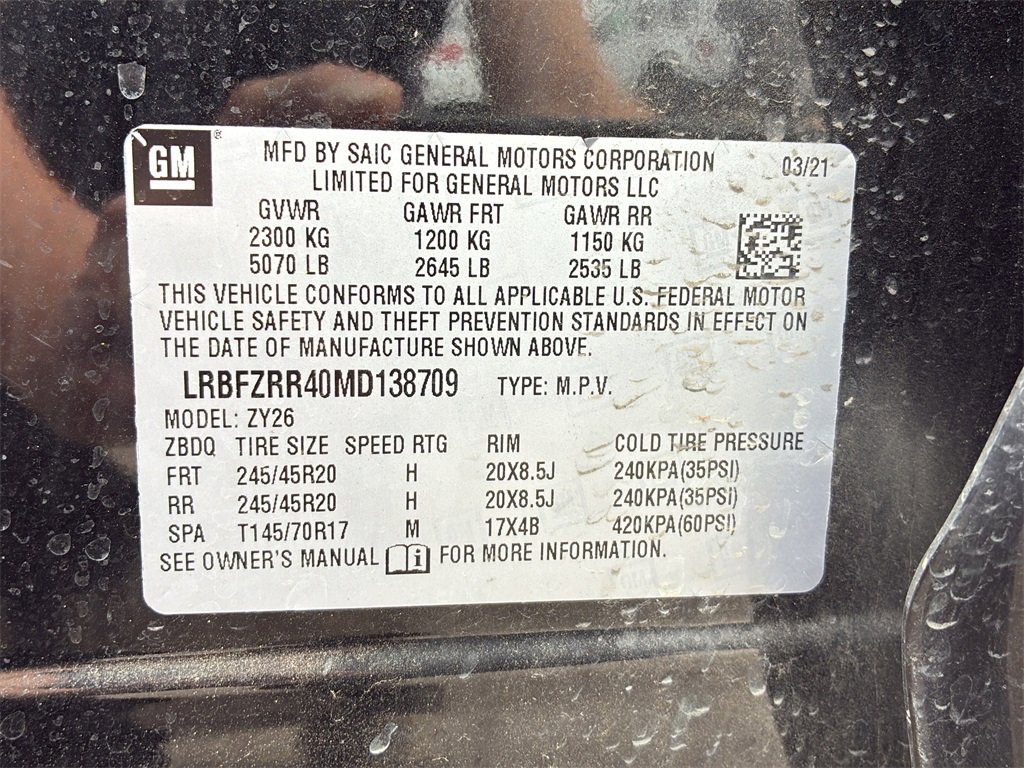 GM ®
MFD BY SAIC GENERAL MOTORS CORPORATION 03/21
LIMITED FOR GENERAL MOTORS LLC
GVWR GAWR FRT GAWR RR
2300 KG 1200 KG 1150 KG
5070 LB 2645 LB 2535 LB
THIS VEHICLE CONFORMS TO ALL APPLICABLE U.S. FEDERAL MOTOR
VEHICLE SAFETY AND THEFT PREVENTION STANDARDS IN EFFECT ON
THE DATE OF MANUFACTURE SHOWN ABOVE.
LRBFZRR40MD138709 TYPE: M.P.V.
MODEL: ZY26
ZBDQ TIRE SIZE SPEED RTG RIM COLD TIRE PRESSURE
FRT 245/45R20 H 20X8.5J 240KPA(35PSI)
RR 245/45R20 H 20X8.5J 240KPA(35PSI)
SPA T145/70R17 M 17X4B 420KPA(60PSI)
SEE OWNER'S MANUAL i FOR MORE INFORMATION.